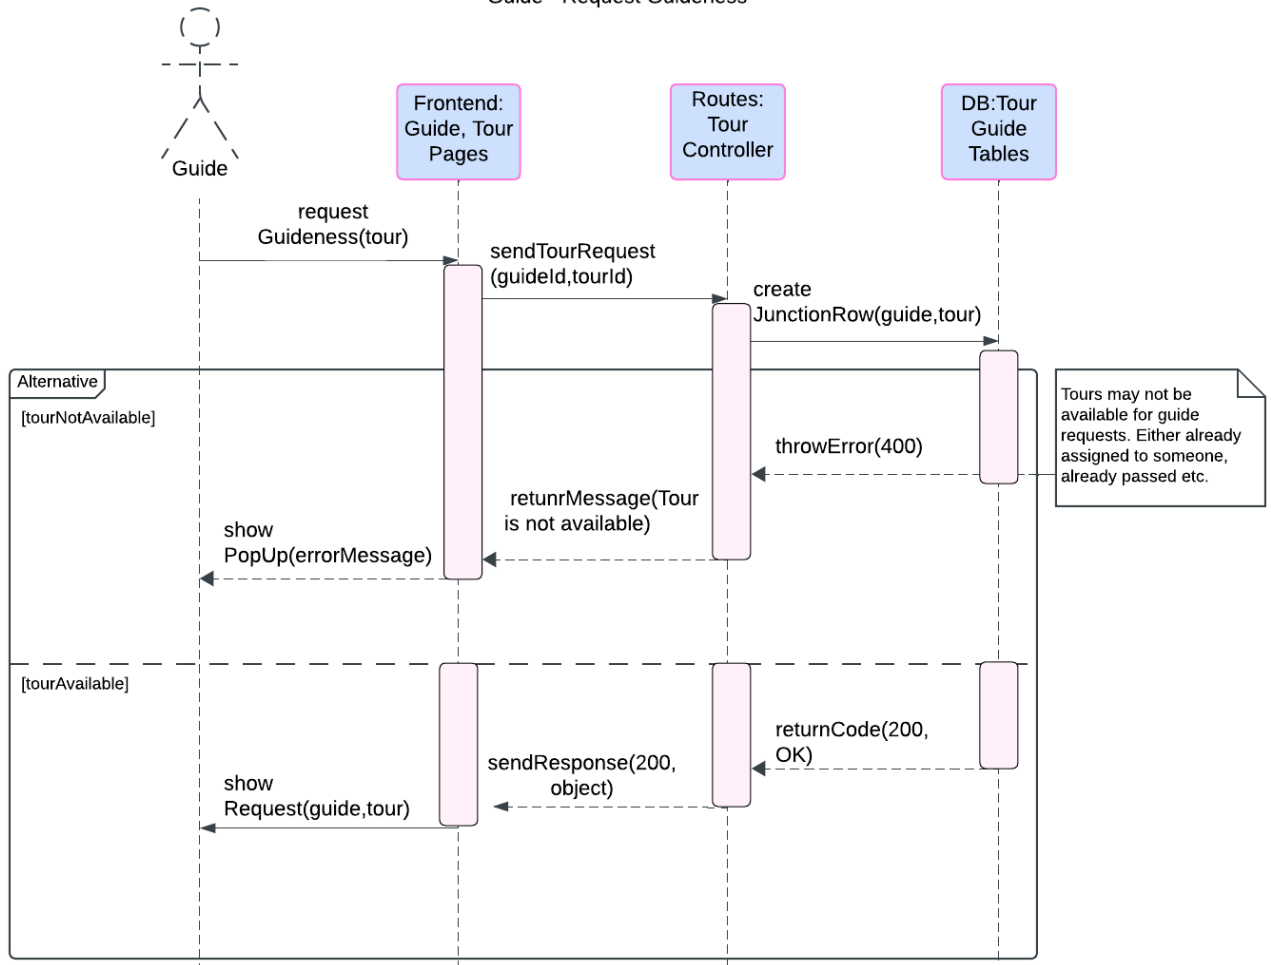 Guide - Request Guideness
Frontend:
Guide, Tour
Pages
Routes:
Tour
Controller
DB:Tour
Guide
Tables
Guide
request
Guideness(tour)
sendTourRequest
(guideId,tourId)
create
JunctionRow(guide,tour)
Alternative
[tourNotAvailable]
Tours may not be
available for guide
requests. Either already
assigned to someone,
already passed etc.
throwError(400)
retunrMessage(Tour
is not available)
show
PopUp(errorMessage)
[tourAvailable]
returnCode(200,
OK)
sendResponse(200,
object)
show
Request(guide,tour)